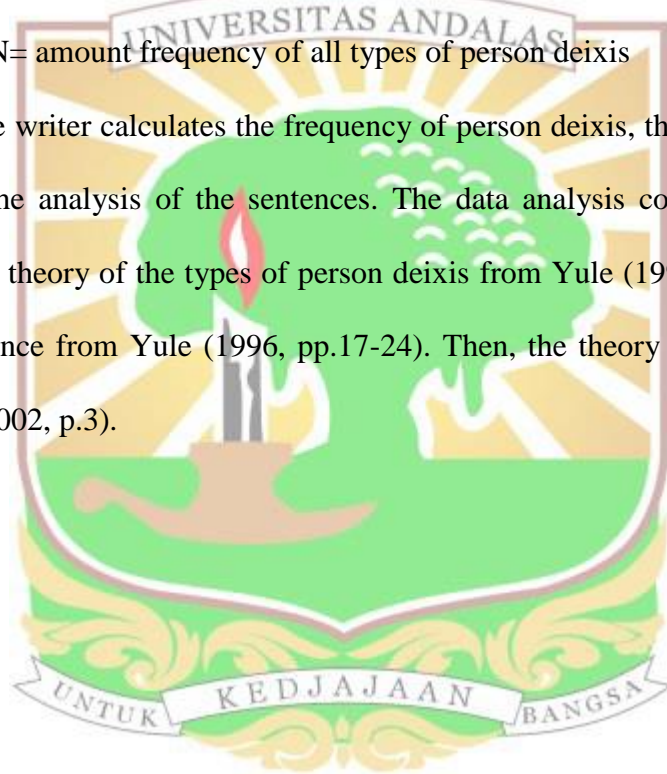 UNIVERSITAS ANDALAS
N= amount frequency of all types of person deixis
e writer calculates the frequency of person deixis, th
ne analysis of the sentences. The data analysis co
theory of the types of person deixis from Yule (199
nce from Yule (1996, pp.17-24). Then, the theory
002, p.3).
UNTUK KEDJAJAAN BANGSA